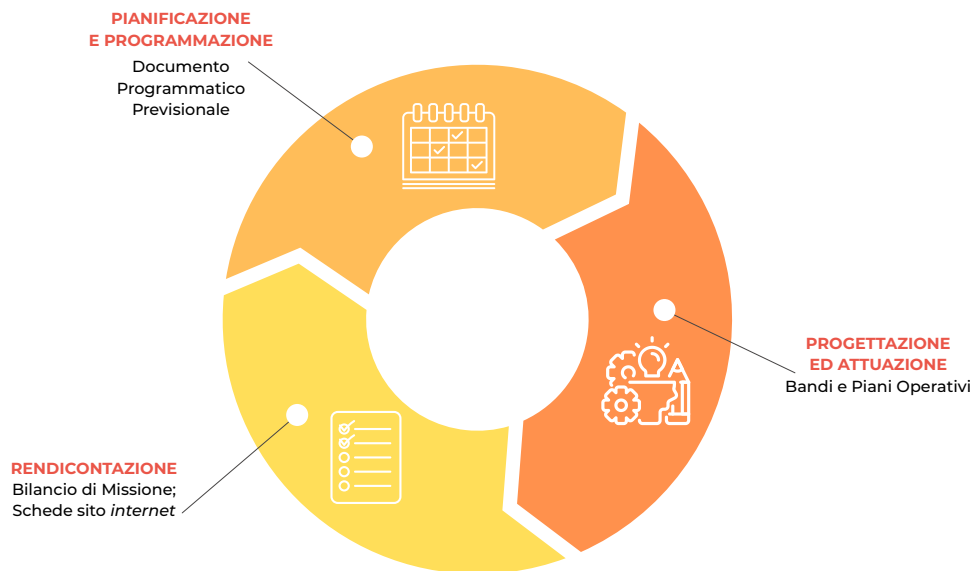 PIANIFICAZIONE
E PROGRAMMAZIONE
Documento
Programmatico
Previsionale
PROGETTAZIONE
ED ATTUAZIONE
Bandi e Piani Operativi
RENDICONTAZIONE
Bilancio di Missione;
Schede sito internet